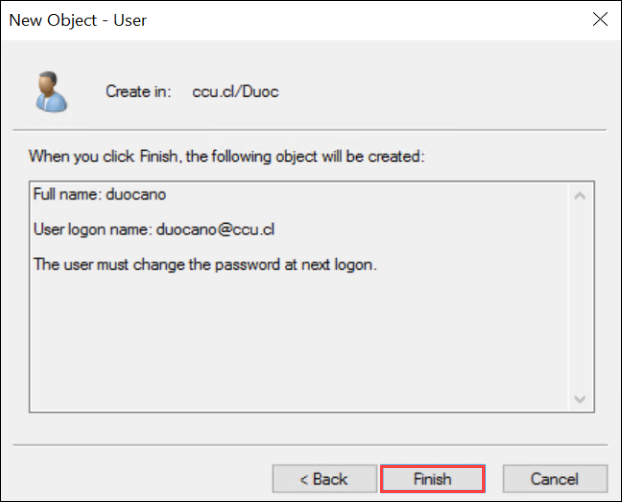 New Object - User
Create in: ccu.cl/Duoc
When you click Finish, the following object will be created:
Full name: duocano
User logon name: duocano@ccu.cl
The user must change the password at next logon.
< Back Finish Cancel